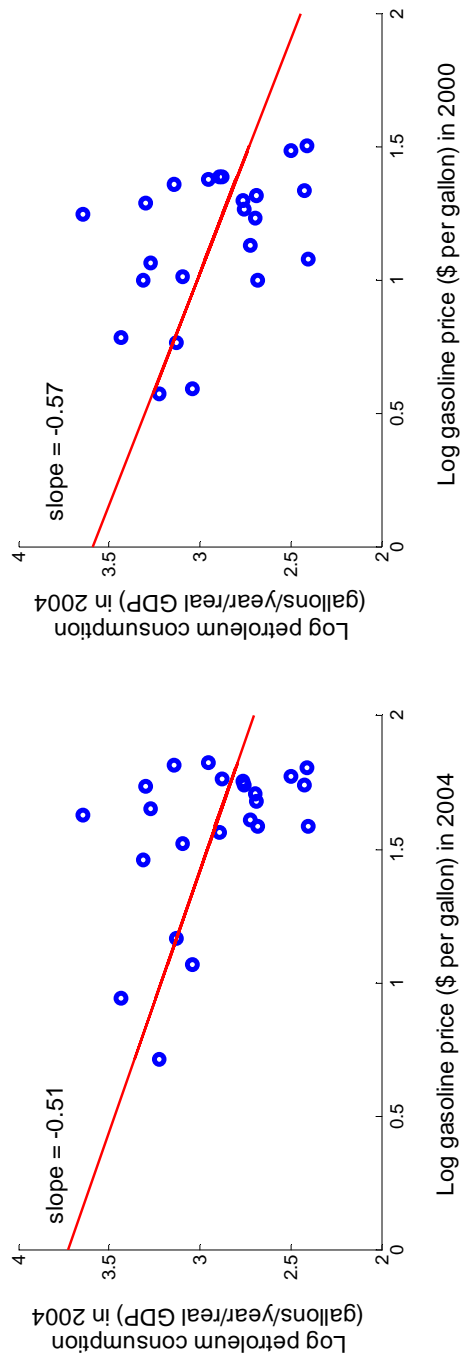 Log petroleum consumption
(gallons/year/real GDP) in 2004
4
3.5
3
2.5
2
slope = -0.51
0
0.5
1
1.5
2
Log gasoline price ($ per gallon) in 2004
Log petroleum consumption
(gallons/year/real GDP) in 2004
4
3.5
3
2.5
2
slope = -0.57
0
0.5
1
1.5
2
Log gasoline price ($ per gallon) in 2000